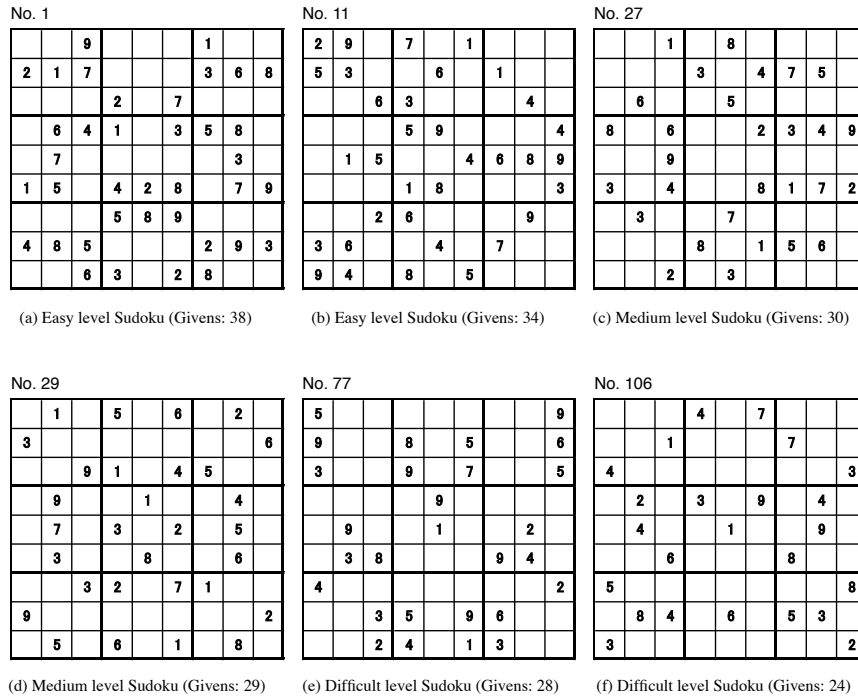 No. 1
No. 11
No. 27
9 1
2 1 7 3 6 8
2 7
6 4 1 3 5 8
7 3
1 5 4 2 8 7 9
5 8 9
4 8 5 2 9 3
6 3 2 8
2 9 7 1
5 3 6 1
6 3 4
5 9 4
1 5 4 6 8 9
1 8 3
2 6 9
3 6 4 7
9 4 8 5
1 8
3 4 7 5
6 5
8 6 2 3 4 9
9
3 4 8 1 7 2
3 7
8 1 5 6
2 3
(a) Easy level Sudoku (Givens: 38)
(b) Easy level Sudoku (Givens: 34)
(c) Medium level Sudoku (Givens: 30)
No. 29
No. 77
No. 106
1 5 6 2
3 6
9 1 4 5
9 1 4
7 3 2 5
3 8 6
3 2 7 1
9 2
5 6 1 8
5 9
9 8 5 6
3 9 7 5
9
9 1 2
3 8 9 4
4 2
3 5 9 6
2 4 1 3
4 7
1 7
4 3
2 3 9 4
4 1 9
6 8
5 8
8 4 6 5 3
3 2
(d) Medium level Sudoku (Givens: 29)
(e) Difficult level Sudoku (Givens: 28)
(f) Difficult level Sudoku (Givens: 24)